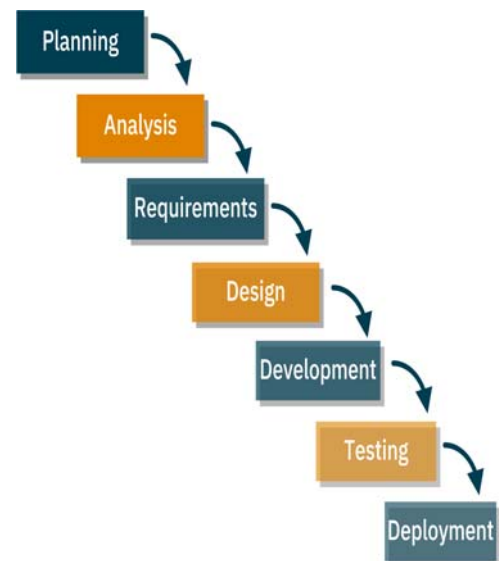 Planning
Analysis
Requirements
Design
Development
Testing
Deployment